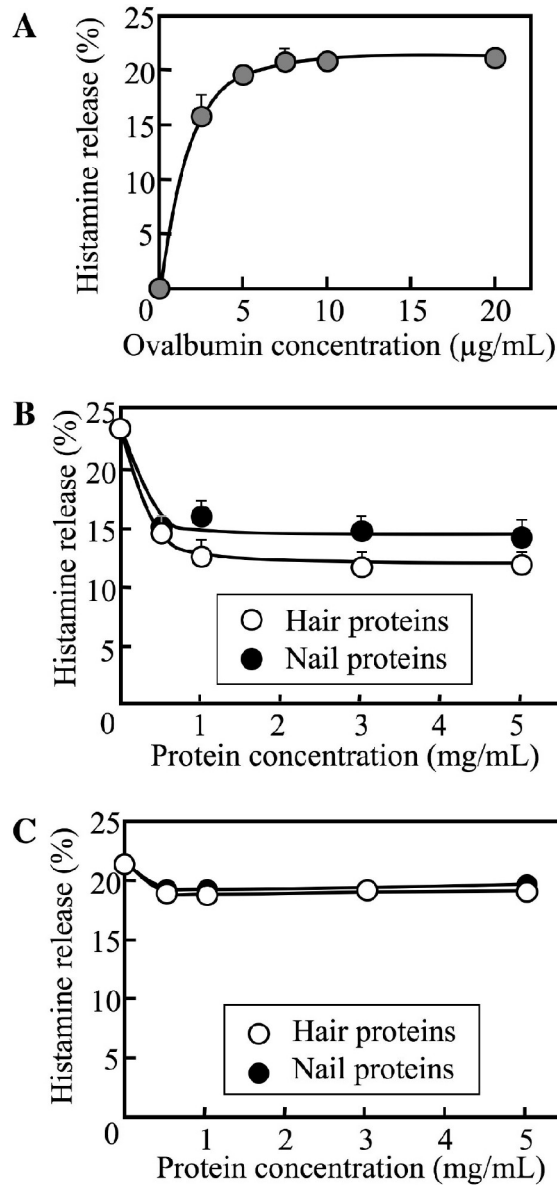 A
Histamine release (%)
25
20
15
10
5
0
5
10
15
20
Ovalbumin concentration (µg/mL)
B
Histamine release (%)
25
20
15
10
5
0
Hair proteins
Nail proteins
1
2
3
4
5
Protein concentration (mg/mL)
C
Histamine release (%)
25
20
15
10
5
0
Hair proteins
Nail proteins
1
2
3
4
5
Protein concentration (mg/mL)